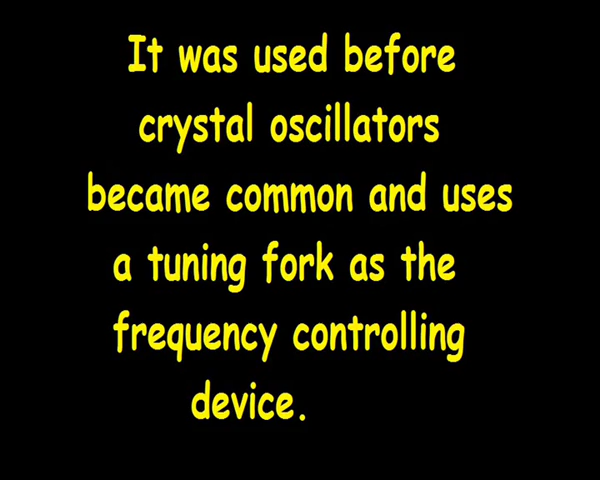 It was used before
crystal oscillators
became common and uses
a tuning fork as the
frequency controlling
device.